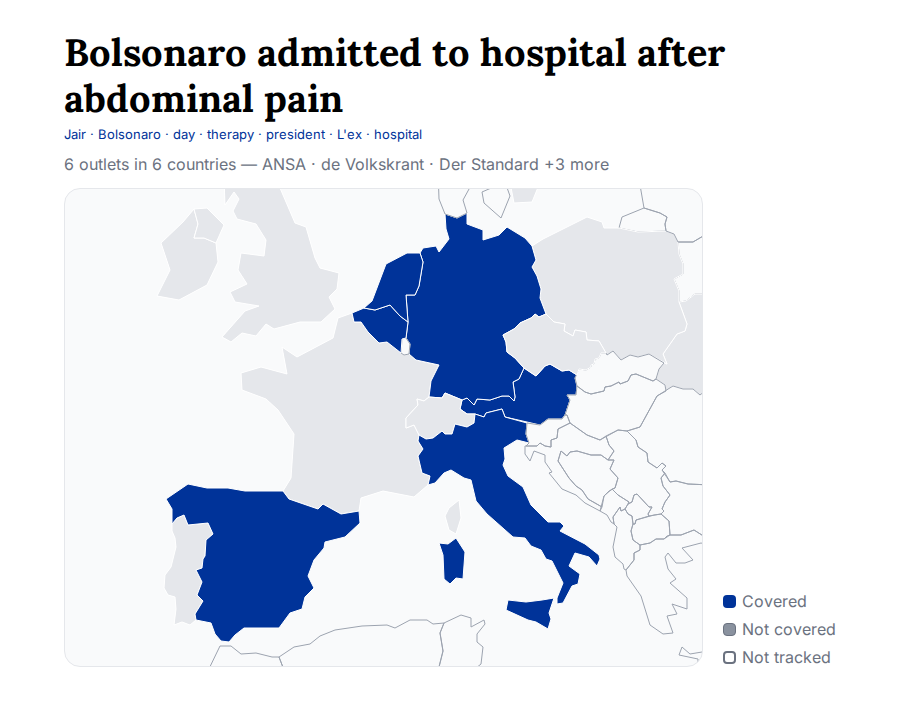 Bolsonaro admitted to hospital after
abdominal pain
Jair · Bolsonaro · day · therapy · president · L'ex · hospital
6 outlets in 6 countries — ANSA · de Volkskrant · Der Standard +3 more
Covered
Not covered
Not tracked